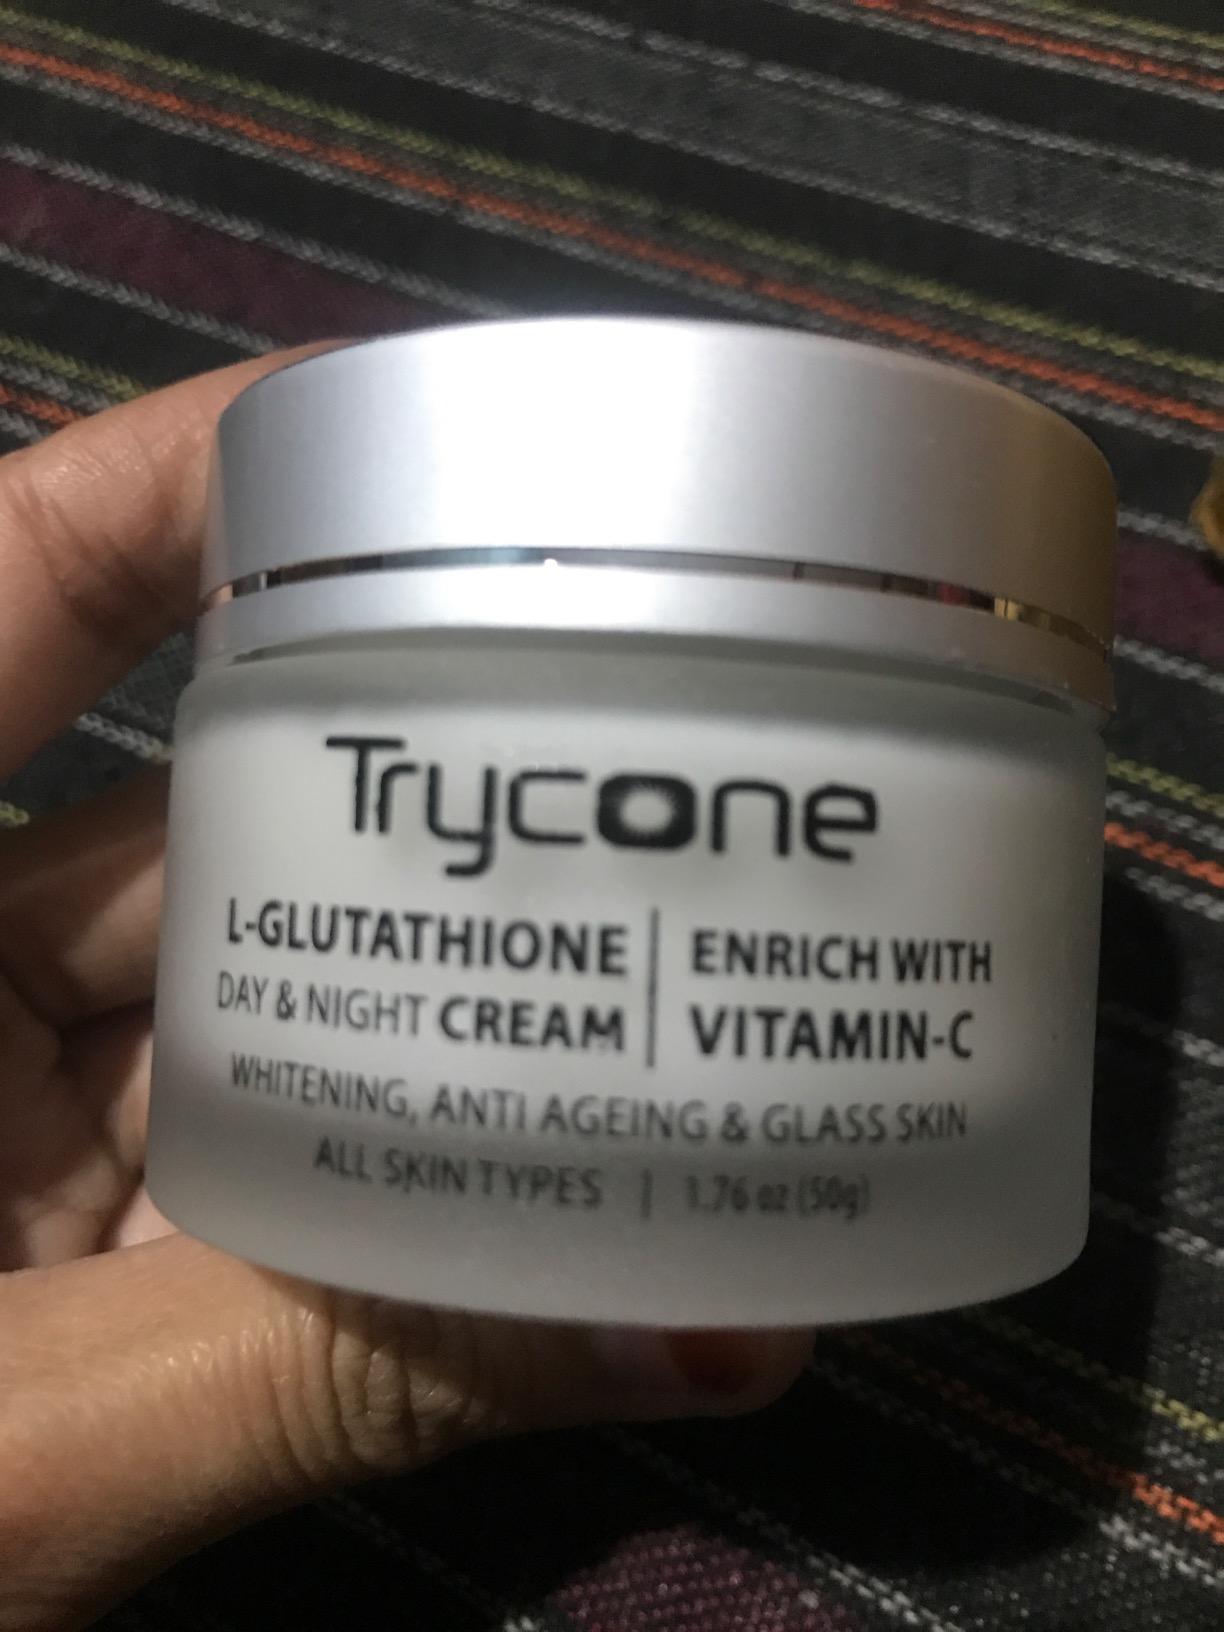 Trycone
L-GLUTATHIONE | ENRICH WITH
DAY & NIGHT CREAM | VITAMIN-C
WHITENING, ANTI AGEING & GLASS SKIN
ALL SKIN TYPES | 1.76 oz (50g)